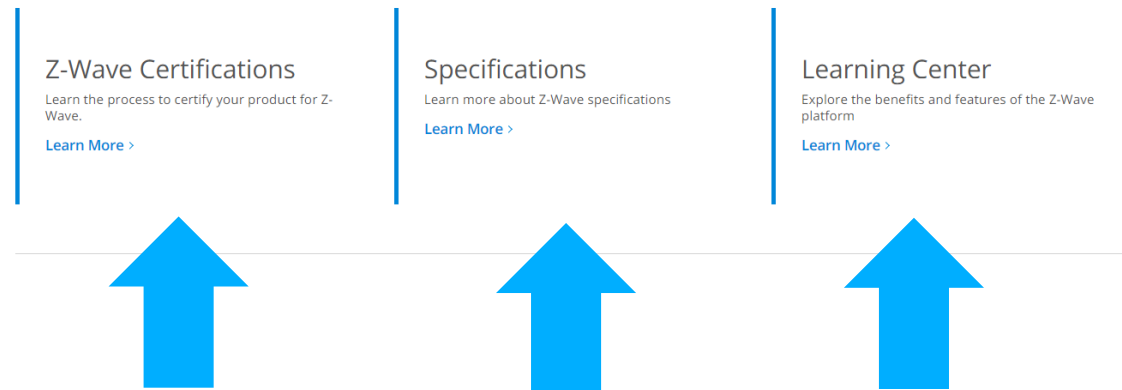 Z-Wave Certifications
Learn the process to certify your product for Z-
Wave.
Learn More >
Specifications
Learn more about Z-Wave specifications
Learn More >
Learning Center
Explore the benefits and features of the Z-Wave
platform
Learn More >